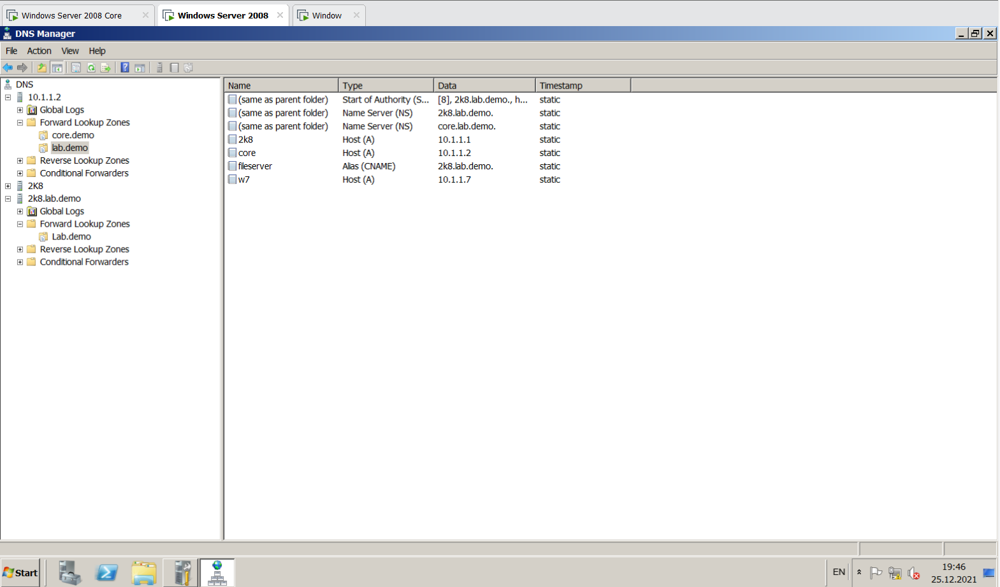 Windows Server 2008 Core
Windows Server 2008
Window
DNS Manager
File Action View Help
DNS
10.1.1.2
Global Logs
Forward Lookup Zones
core.demo
lab.demo
Reverse Lookup Zones
Conditional Forwarders
2K8
2k8.lab.demo
Global Logs
Forward Lookup Zones
Lab.demo
Reverse Lookup Zones
Conditional Forwarders
Name Type Data Timestamp
(same as parent folder) Start of Authority (S... [8], 2k8.lab.demo., h... static
(same as parent folder) Name Server (NS) 2k8.lab.demo. static
(same as parent folder) Name Server (NS) core.lab.demo. static
2k8 Host (A) 10.1.1.1 static
core Host (A) 10.1.1.2 static
fileserver Alias (CNAME) 2k8.lab.demo. static
w7 Host (A) 10.1.1.7 static
Start
EN
19:46
25.12.2021